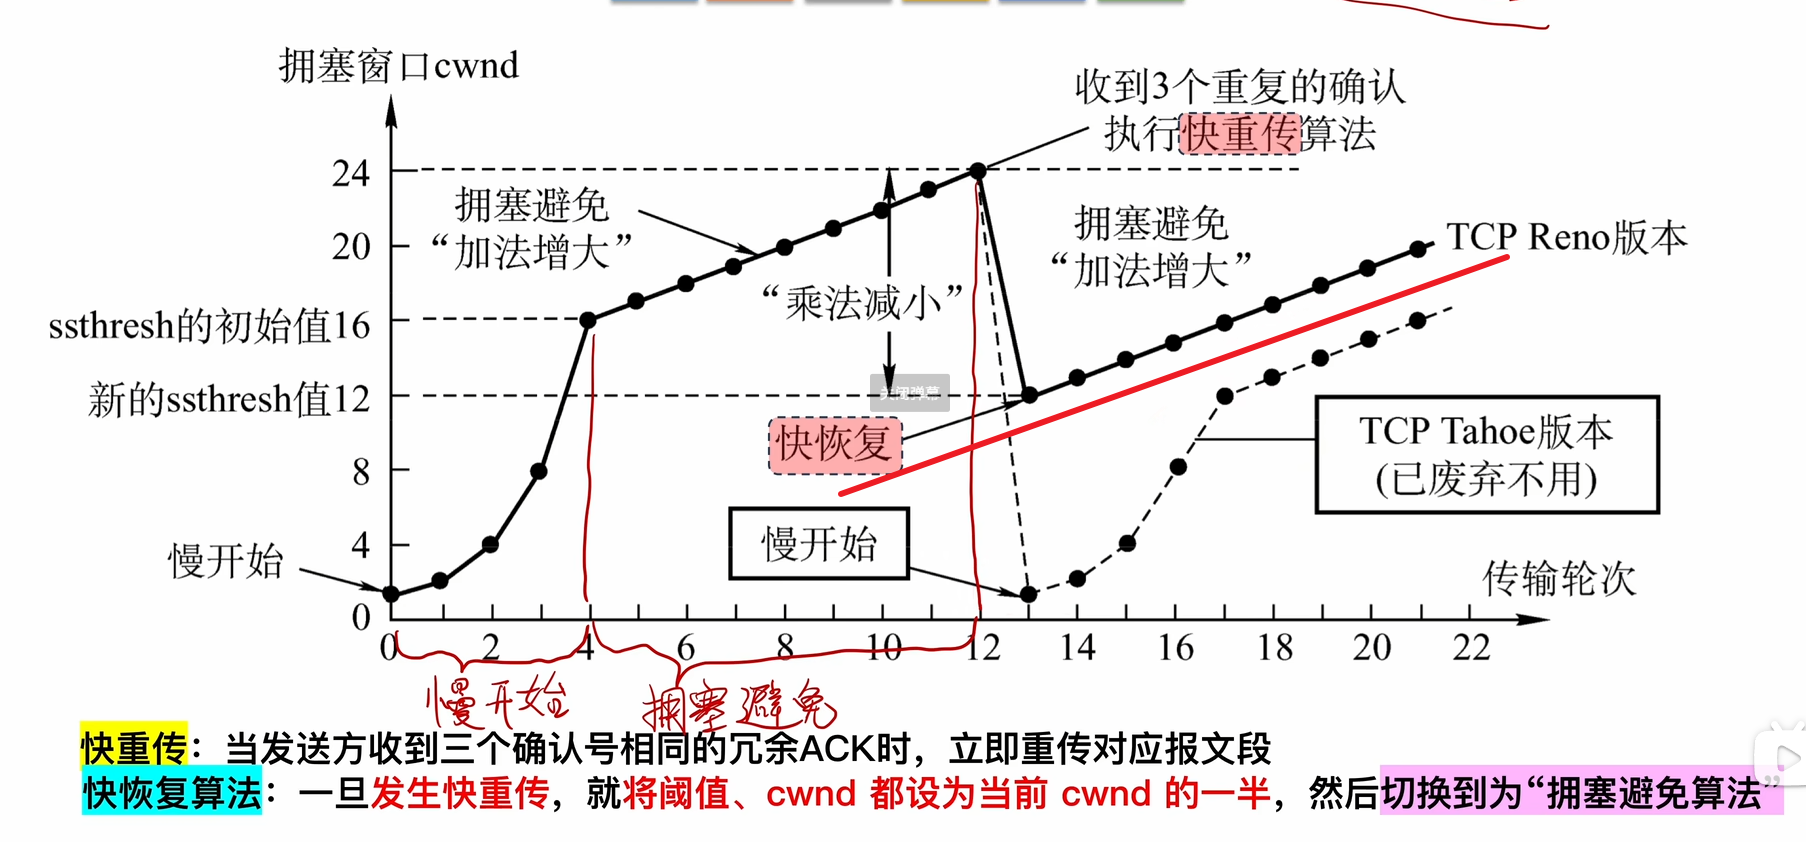 拥塞窗口cwnd
收到3个重复的确认
执行快重传算法
24
拥塞避免
“加法增大”
拥塞避免
“加法增大”
20
TCP Reno版本
“乘法减小”
ssthresh的初始值16
新的ssthresh值12
关闭弹幕
快恢复
TCP Tahoe版本
(已废弃不用)
8
慢开始
4
慢开始
传输轮次
0
0 2 4 6 8 10 12 14 16 18 20 22
慢开始 拥塞避免
快重传：当发送方收到三个确认号相同的冗余ACK时，立即重传对应报文段
快恢复算法：一旦发生快重传，就将阈值、cwnd 都设为当前 cwnd 的一半，然后切换到为“拥塞避免算法”